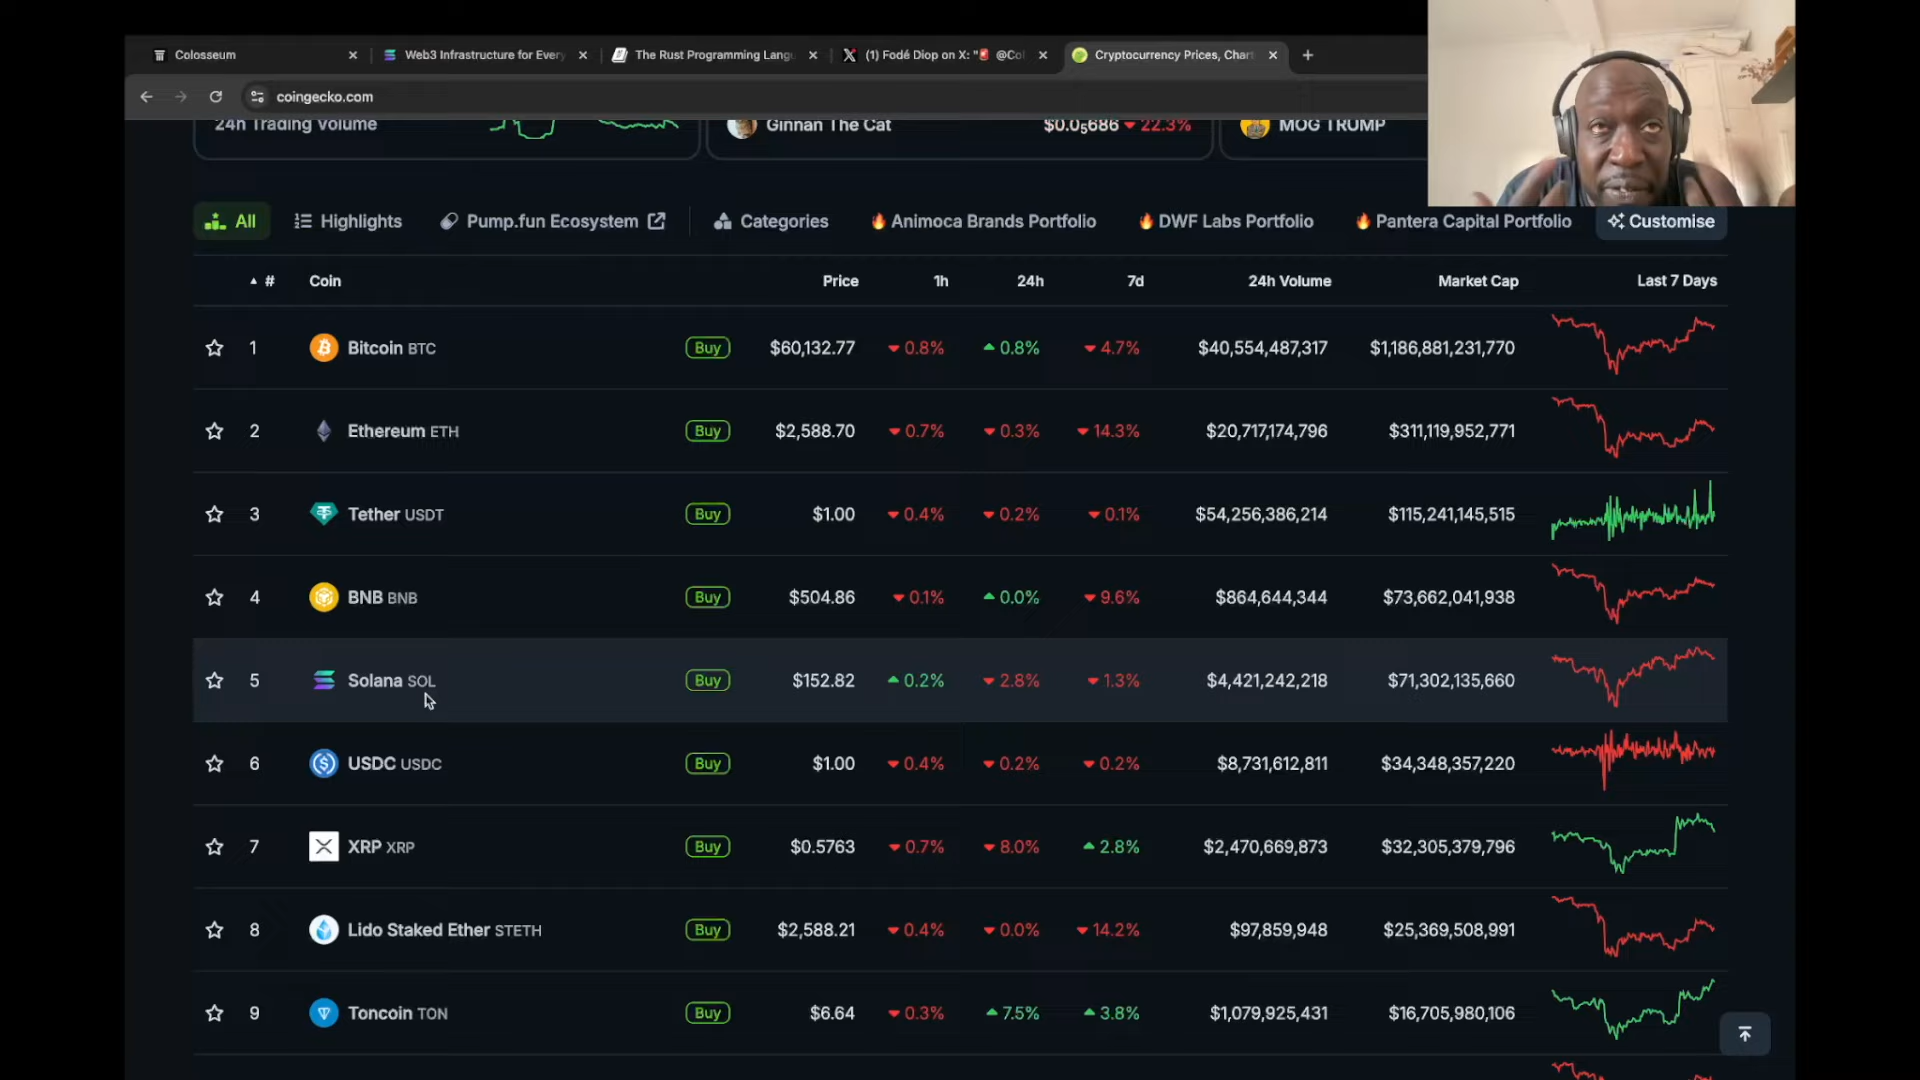 Colosseum
Web3 Infrastructure for Every
The Rust Programming Langu
(1) Fodé Diop on X: "🚨 @Col
Cryptocurrency Prices, Chart
coingecko.com
24h Trading Volume
Ginnan The Cat $0.0₅686 22.3%
MOG TRUMP
All Highlights Pump.fun Ecosystem Categories Animoca Brands Portfolio DWF Labs Portfolio Pantera Capital Portfolio Customise
# Coin Price 1h 24h 7d 24h Volume Market Cap Last 7 Days
1 Bitcoin BTC Buy $60,132.77 0.8% 0.8% 4.7% $40,554,487,317 $1,186,881,231,770
2 Ethereum ETH Buy $2,588.70 0.7% 0.3% 14.3% $20,717,174,796 $311,119,952,771
3 Tether USDT Buy $1.00 0.4% 0.2% 0.1% $54,256,386,214 $115,241,145,515
4 BNB BNB Buy $504.86 0.1% 0.0% 9.6% $864,644,344 $73,662,041,938
5 Solana SOL Buy $152.82 0.2% 2.8% 1.3% $4,421,242,218 $71,302,135,660
6 USDC USDC Buy $1.00 0.4% 0.2% 0.2% $8,731,612,811 $34,348,357,220
7 XRP XRP Buy $0.5763 0.7% 8.0% 2.8% $2,470,669,873 $32,305,379,796
8 Lido Staked Ether STETH Buy $2,588.21 0.4% 0.0% 14.2% $97,859,948 $25,369,508,991
9 Toncoin TON Buy $6.64 0.3% 7.5% 3.8% $1,079,925,431 $16,705,980,106